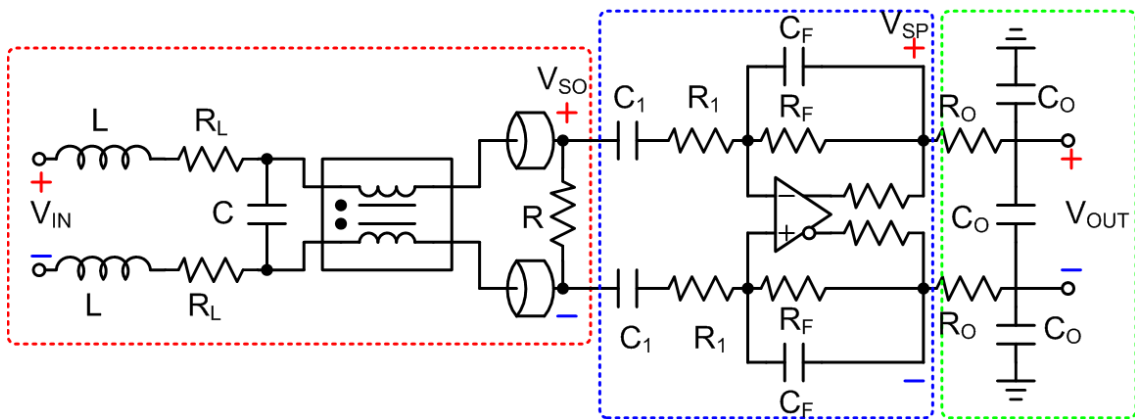 C_F
V_SP
+
V_SO
+
C_1
R_1
R_F
R_O
C_O
L
R_L
+
V_IN
−
C
R
−
+
C_O
+
V_OUT
−
L
R_L
−
C_1
R_1
R_F
R_O
C_O
C_F
−